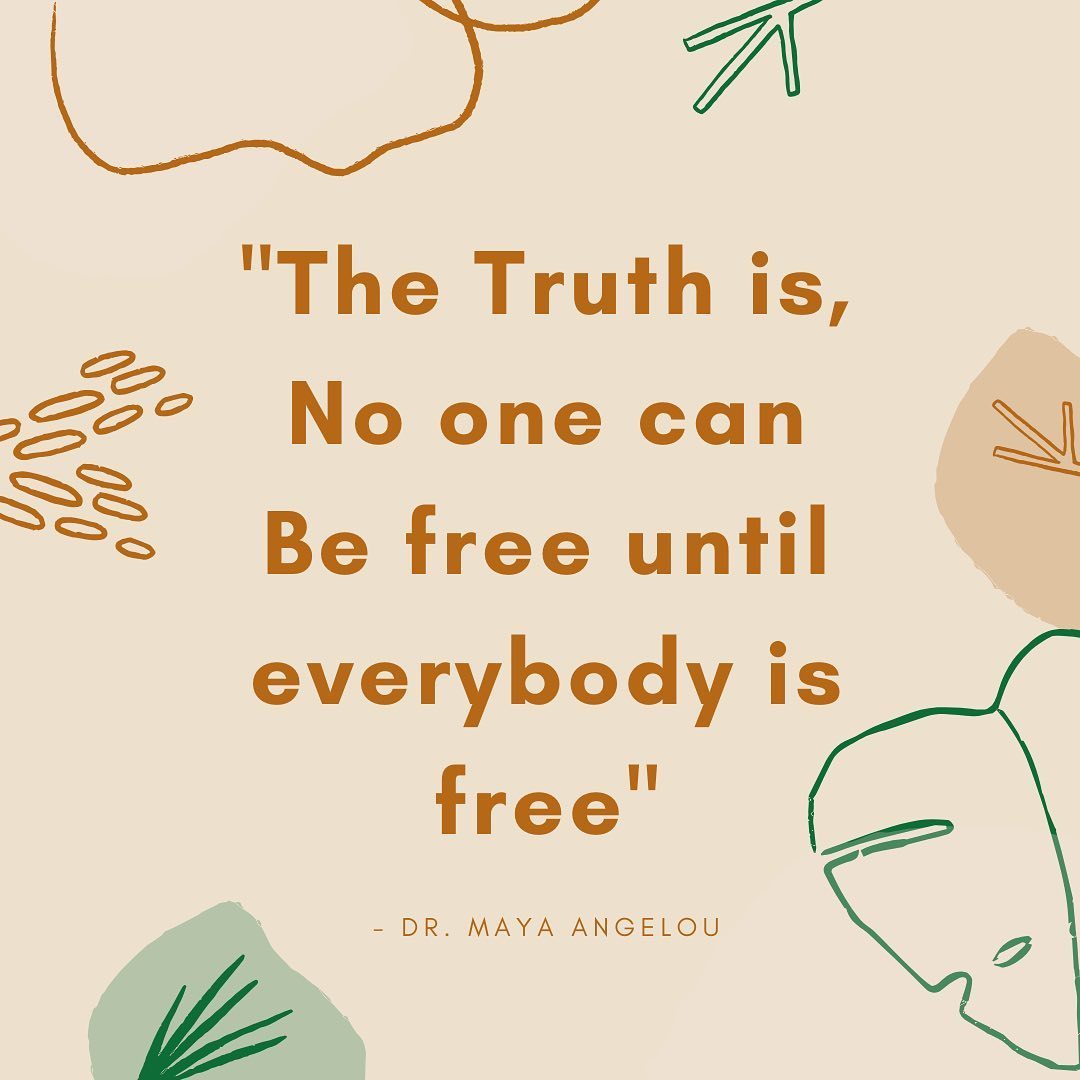 "The Truth is,
No one can
Be free until
everybody is
free"
- DR. MAYA ANGELOU